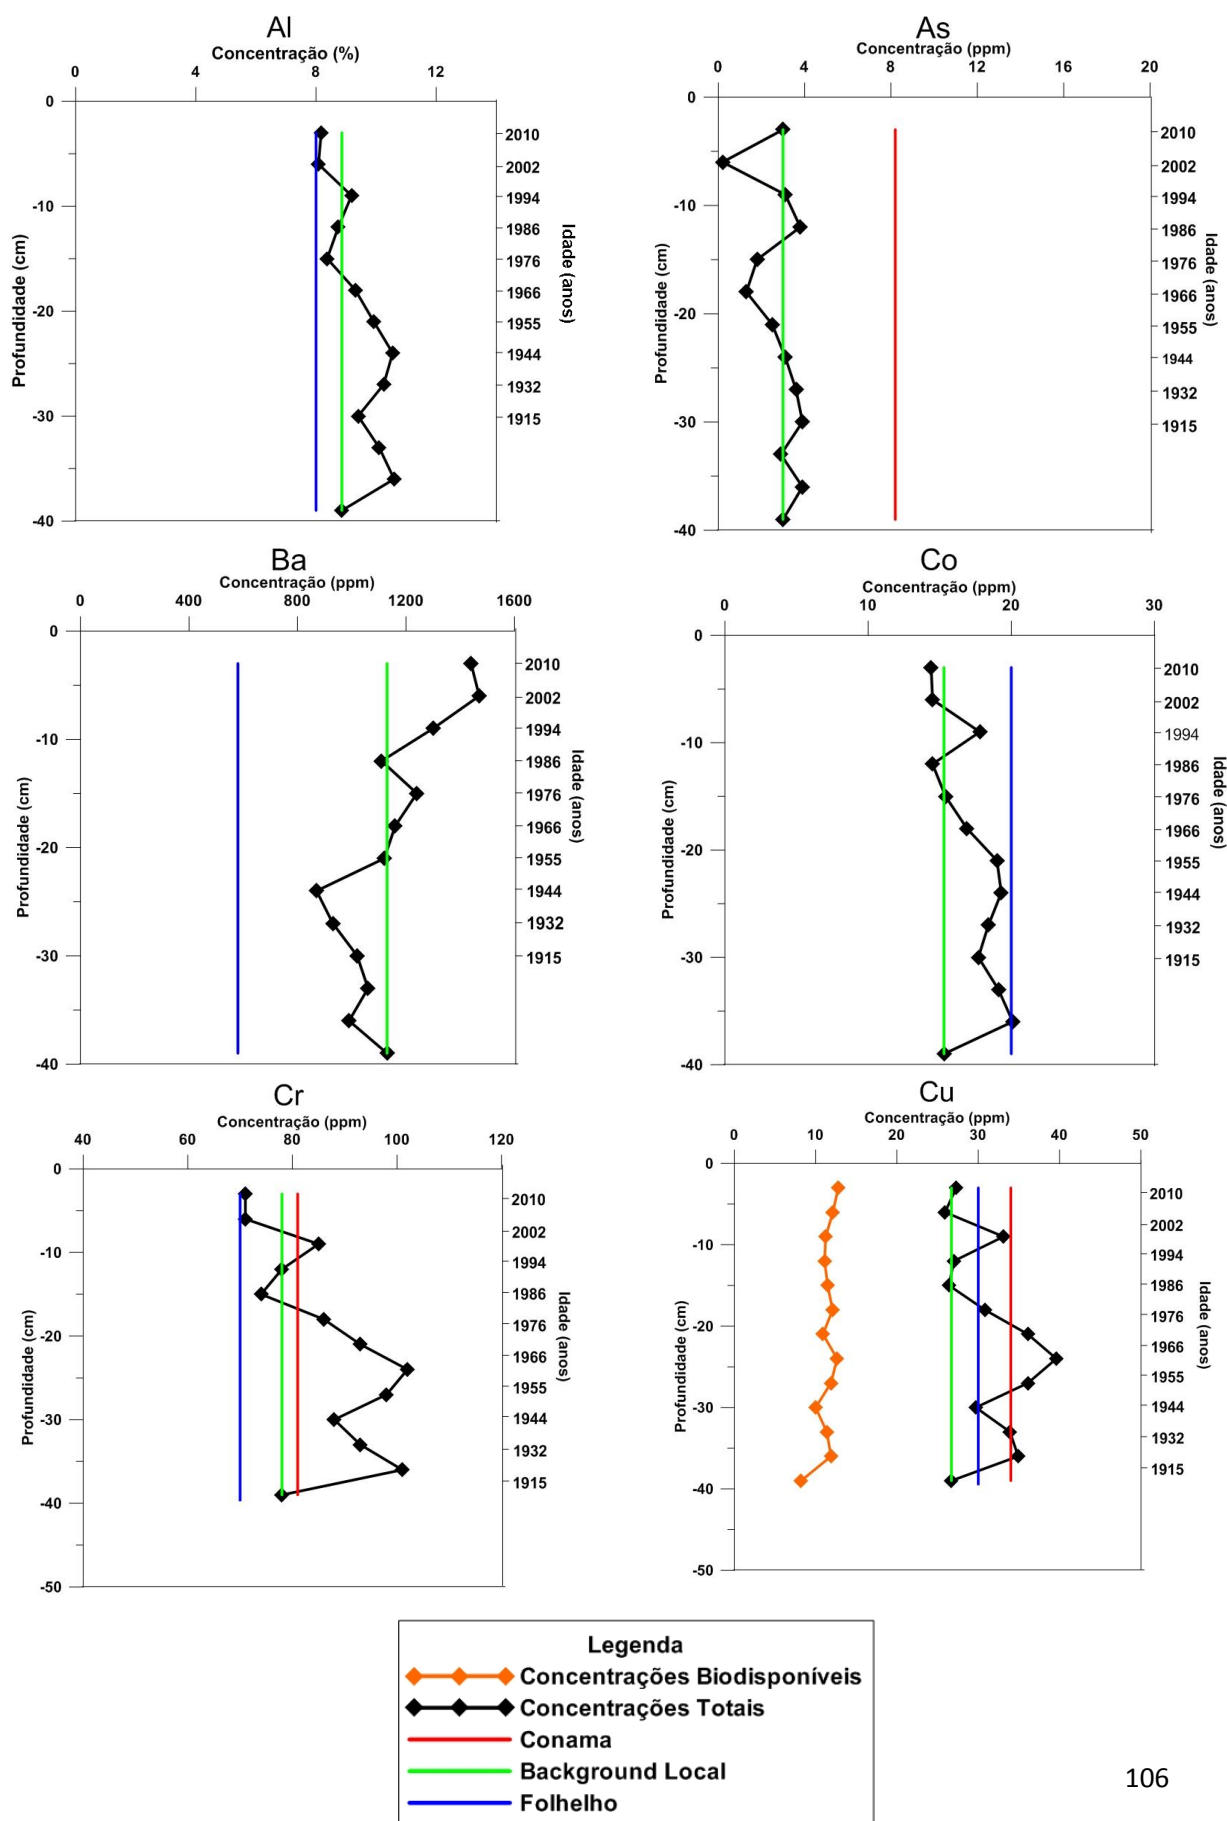 Al
Concentração (%)
0 4 8 12
0
-10
-20
-30
-40
Profundidade (cm)
2010
2002
1994
1986
1976
1966
1955
1944
1932
1915
Idade (anos)
As
Concentração (ppm)
0 4 8 12 16 20
0
-10
-20
-30
-40
Profundidade (cm)
2010
2002
1994
1986
1976
1966
1955
1944
1932
1915
Idade (anos)
Ba
Concentração (ppm)
0 400 800 1200 1600
0
-10
-20
-30
-40
Profundidade (cm)
2010
2002
1994
1986
1976
1966
1955
1944
1932
1915
Idade (anos)
Co
Concentração (ppm)
0 10 20 30
0
-10
-20
-30
-40
Profundidade (cm)
2010
2002
1994
1986
1976
1966
1955
1944
1932
1915
Idade (anos)
Cr
Concentração (ppm)
40 60 80 100 120
0
-10
-20
-30
-40
-50
Profundidade (cm)
2010
2002
1994
1986
1976
1966
1955
1944
1932
1915
Idade (anos)
Cu
Concentração (ppm)
0 10 20 30 40 50
0
-10
-20
-30
-40
-50
Profundidade (cm)
2010
2002
1994
1986
1976
1966
1955
1944
1932
1915
Idade (anos)
Legenda
Concentrações Biodisponíveis
Concentrações Totais
Conama
Background Local
Folhelho
106